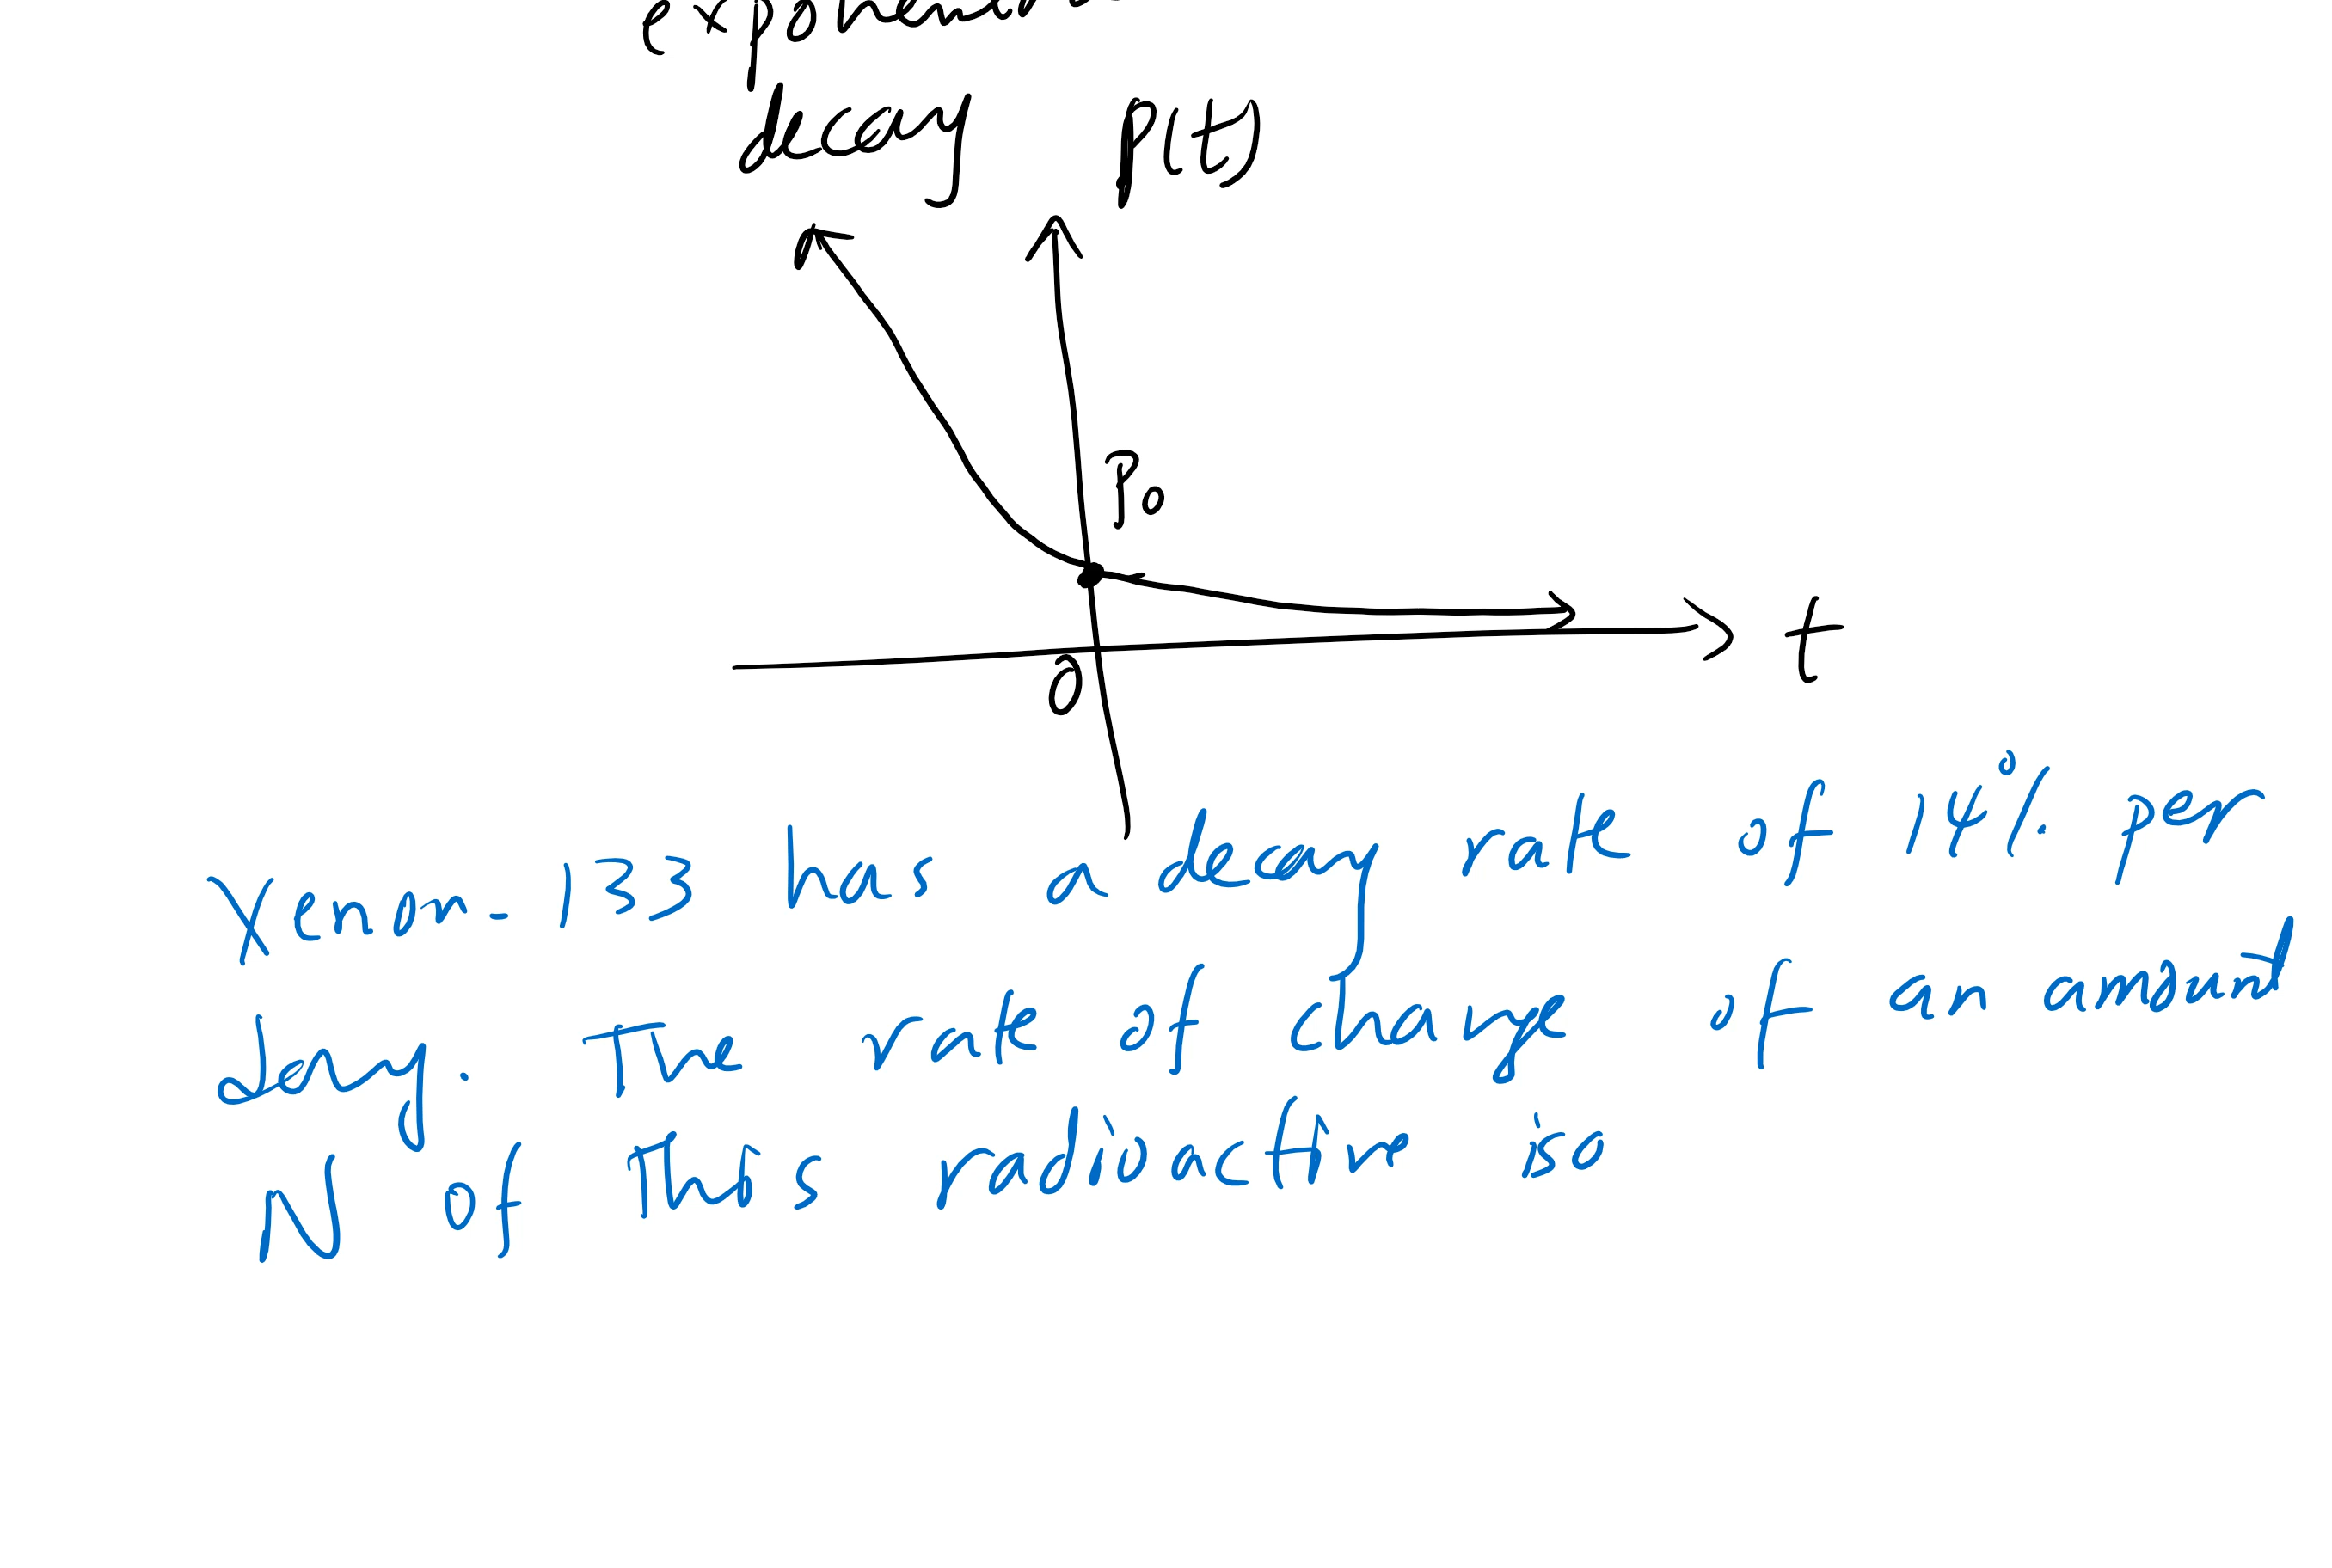 exponential
decay P(t)
P₀
t
0
Xenon-133 has a decay rate of 14% per
day. The rate of change of an amount
N of this radioactive iso